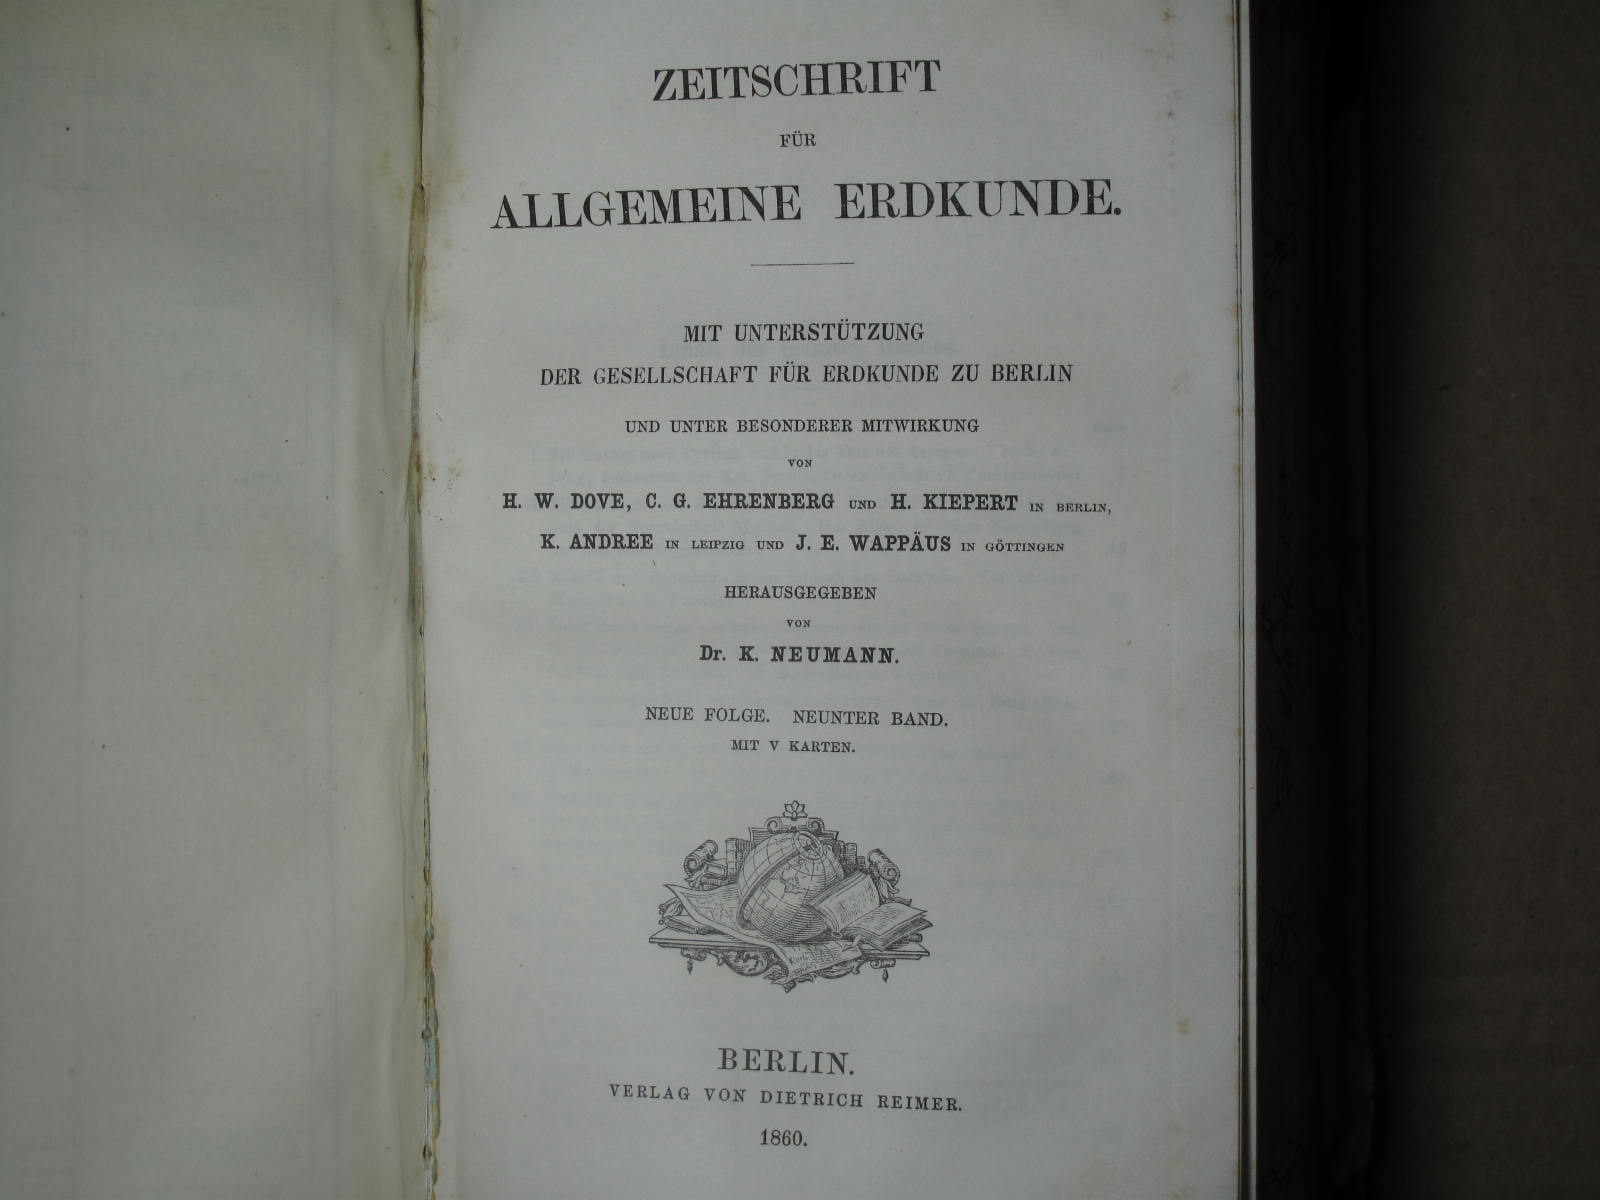 ZEITSCHRIFT
FÜR
ALLGEMEINE ERDKUNDE.
MIT UNTERSTÜTZUNG
DER GESELLSCHAFT FÜR ERDKUNDE ZU BERLIN
UND UNTER BESONDERER MITWIRKUNG
VON
H. W. DOVE, C. G. EHRENBERG UND H. KIEPERT IN BERLIN,
K. ANDREE IN LEIPZIG UND J. E. WAPPÄUS IN GÖTTINGEN
HERAUSGEGEBEN
VON
Dr. K. NEUMANN.
NEUE FOLGE. NEUNTER BAND.
MIT V KARTEN.
BERLIN.
VERLAG VON DIETRICH REIMER.
1860.